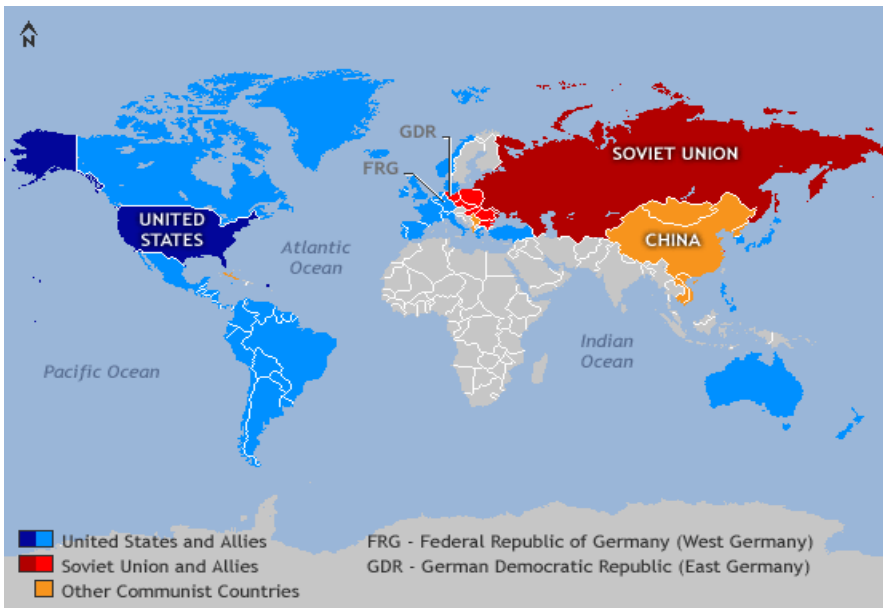 N
GDR
FRG
SOVIET UNION
UNITED
STATES
CHINA
Atlantic
Ocean
Indian
Ocean
Pacific Ocean
United States and Allies
FRG - Federal Republic of Germany (West Germany)
Soviet Union and Allies
GDR - German Democratic Republic (East Germany)
Other Communist Countries